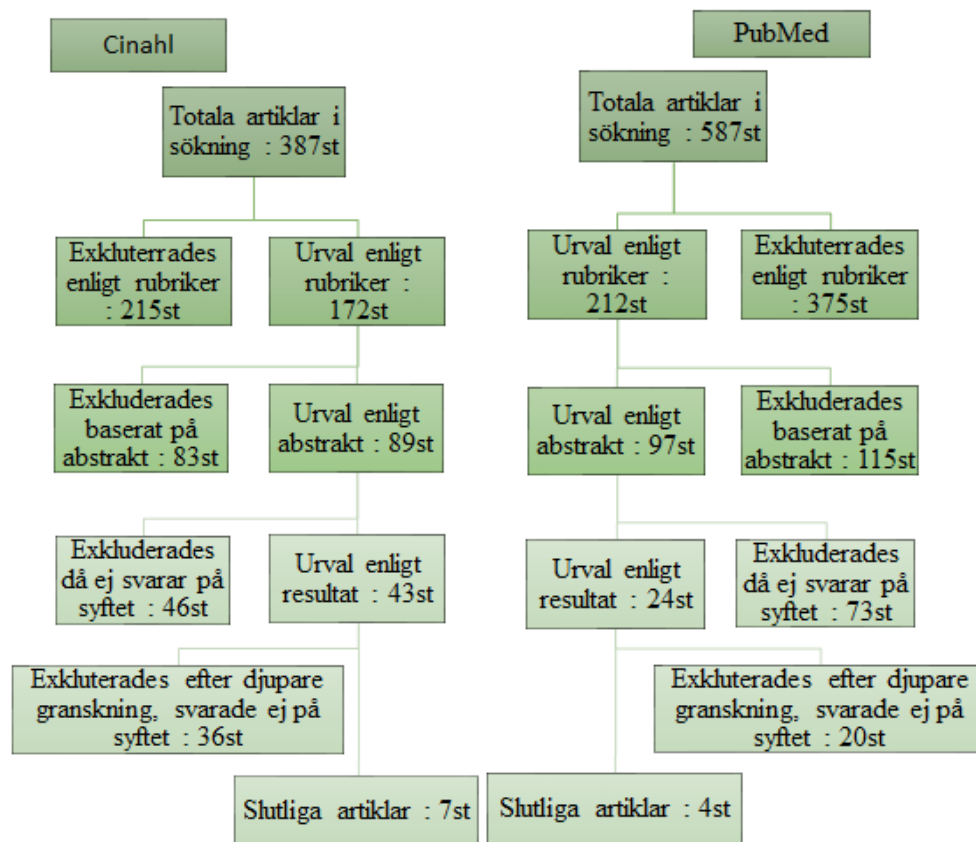 Cinahl
Totala artiklar i
sökning : 387st
Exkluterrades
enligt rubriker
: 215st
Urval enligt
rubriker :
172st
Exkluderades
baserat på
abstrakt : 83st
Urval enligt
abstrakt : 89st
Exkluderades
då ej svarar på
syftet : 46st
Urval enligt
resultat : 43st
Exkluterades efter djupare
granskning, svarade ej på
syftet : 36st
Slutliga artiklar : 7st
PubMed
Totala artiklar i
sökning : 587st
Urval enligt
rubriker :
212st
Exkluterrades
enligt rubriker
: 375st
Urval enligt
abstrakt : 97st
Exkluderades
baserat på
abstrakt : 115st
Urval enligt
resultat : 24st
Exkluderades
då ej svarar på
syftet : 73st
Exkluterades efter djupare
granskning, svarade ej på
syftet : 20st
Slutliga artiklar : 4st